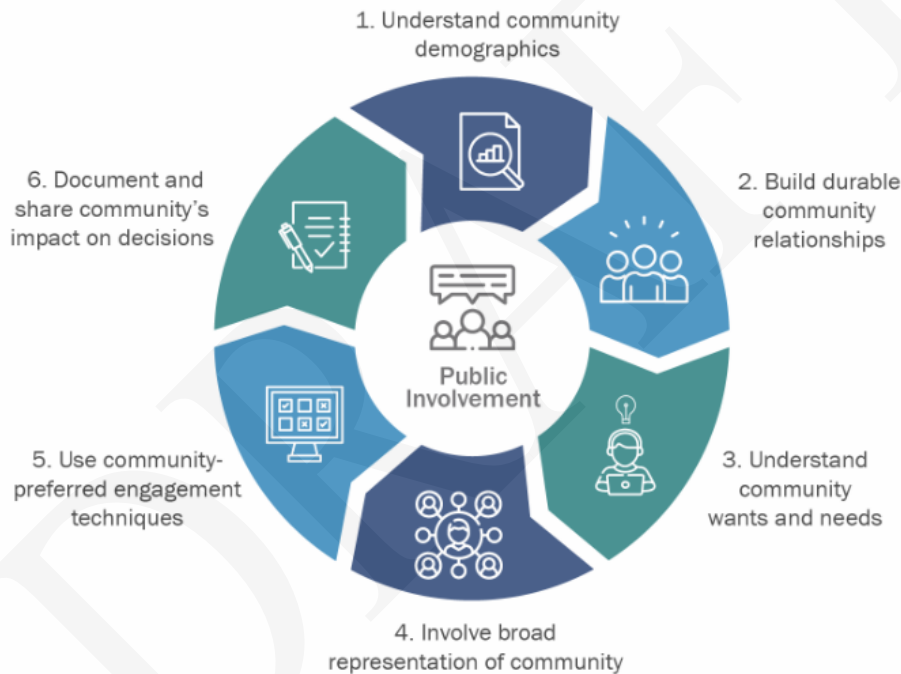 1. Understand community
demographics
2. Build durable
community
relationships
3. Understand
community
wants and needs
4. Involve broad
representation of community
5. Use community-
preferred engagement
techniques
6. Document and
share community's
impact on decisions
Public
Involvement
DRAFT